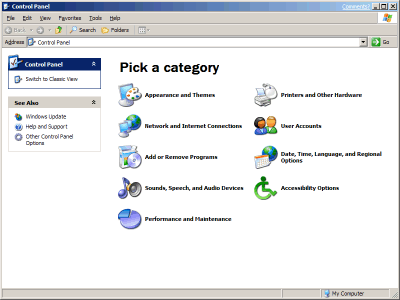 Control Panel
Comments
File Edit View Favorites Tools Help
Back Search Folders
Address Control Panel Go
Control Panel
Switch to Classic View
See Also
Windows Update
Help and Support
Other Control Panel
Options
Pick a category
Appearance and Themes
Printers and Other Hardware
Network and Internet Connections
User Accounts
Add or Remove Programs
Date, Time, Language, and Regional
Options
Sounds, Speech, and Audio Devices
Accessibility Options
Performance and Maintenance
My Computer